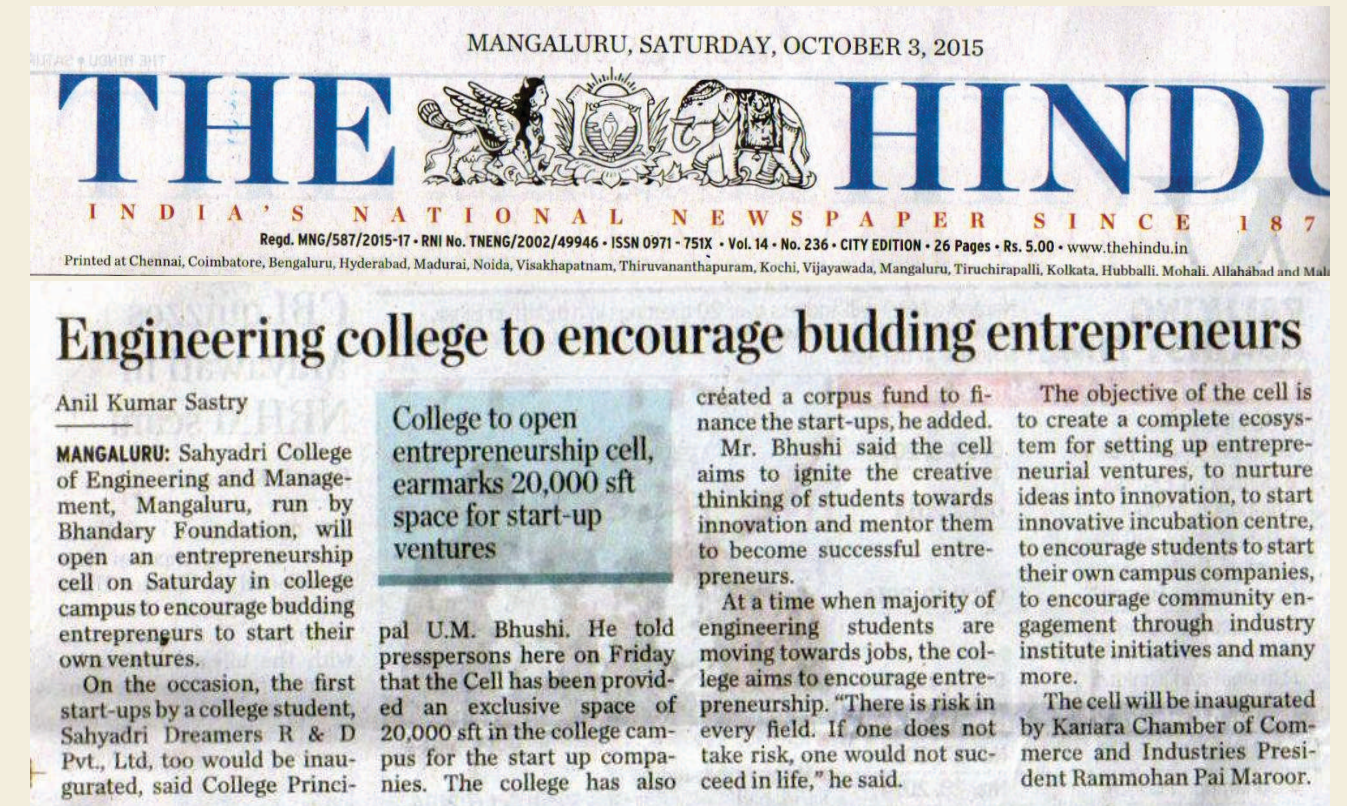 MANGALURU, SATURDAY, OCTOBER 3, 2015
THE HINDU
INDIA'S NATIONAL NEWSPAPER SINCE 187
Regd. MNG/587/2015-17 • RNI No. TNENG/2002/49946 • ISSN 0971 - 751X • Vol. 14 • No. 236 • CITY EDITION • 26 Pages • Rs. 5.00 • www.thehindu.in
Printed at Chennai, Coimbatore, Bengaluru, Hyderabad, Madurai, Noida, Visakhapatnam, Thiruvananthapuram, Kochi, Vijayawada, Mangaluru, Tiruchirapalli, Kolkata, Hubballi, Mohali, Allahabad and
Engineering college to encourage budding entrepreneurs
Anil Kumar Sastry
MANGALURU: Sahyadri College
of Engineering and Manage-
ment, Mangaluru, run by
Bhandary Foundation, will
open an entrepreneurship
cell on Saturday in college
campus to encourage budding
entrepreneurs to start their
own ventures.
On the occasion, the first
start-ups by a college student,
Sahyadri Dreamers R & D
Pvt., Ltd, too would be inau-
gurated, said College Princi-
College to open
entrepreneurship cell,
earmarks 20,000 sft
space for start-up
ventures
pal U.M. Bhushi. He told
presspersons here on Friday
that the Cell has been provid-
ed an exclusive space of
20,000 sft in the college cam-
pus for the start up compa-
nies. The college has also
created a corpus fund to fi-
nance the start-ups, he added.
Mr. Bhushi said the cell
aims to ignite the creative
thinking of students towards
innovation and mentor them
to become successful entre-
preneurs.
At a time when majority of
engineering students are
moving towards jobs, the col-
lege aims to encourage entre-
preneurship. “There is risk in
every field. If one does not
take risk, one would not suc-
ceed in life,” he said.
The objective of the cell is
to create a complete ecosys-
tem for setting up entrepre-
neurial ventures, to nurture
ideas into innovation, to start
innovative incubation centre,
to encourage students to start
their own campus companies,
to encourage community en-
gagement through industry
institute initiatives and many
more.
The cell will be inaugurated
by Kanara Chamber of Com-
merce and Industries Presi-
dent Rammohan Pai Maroor.